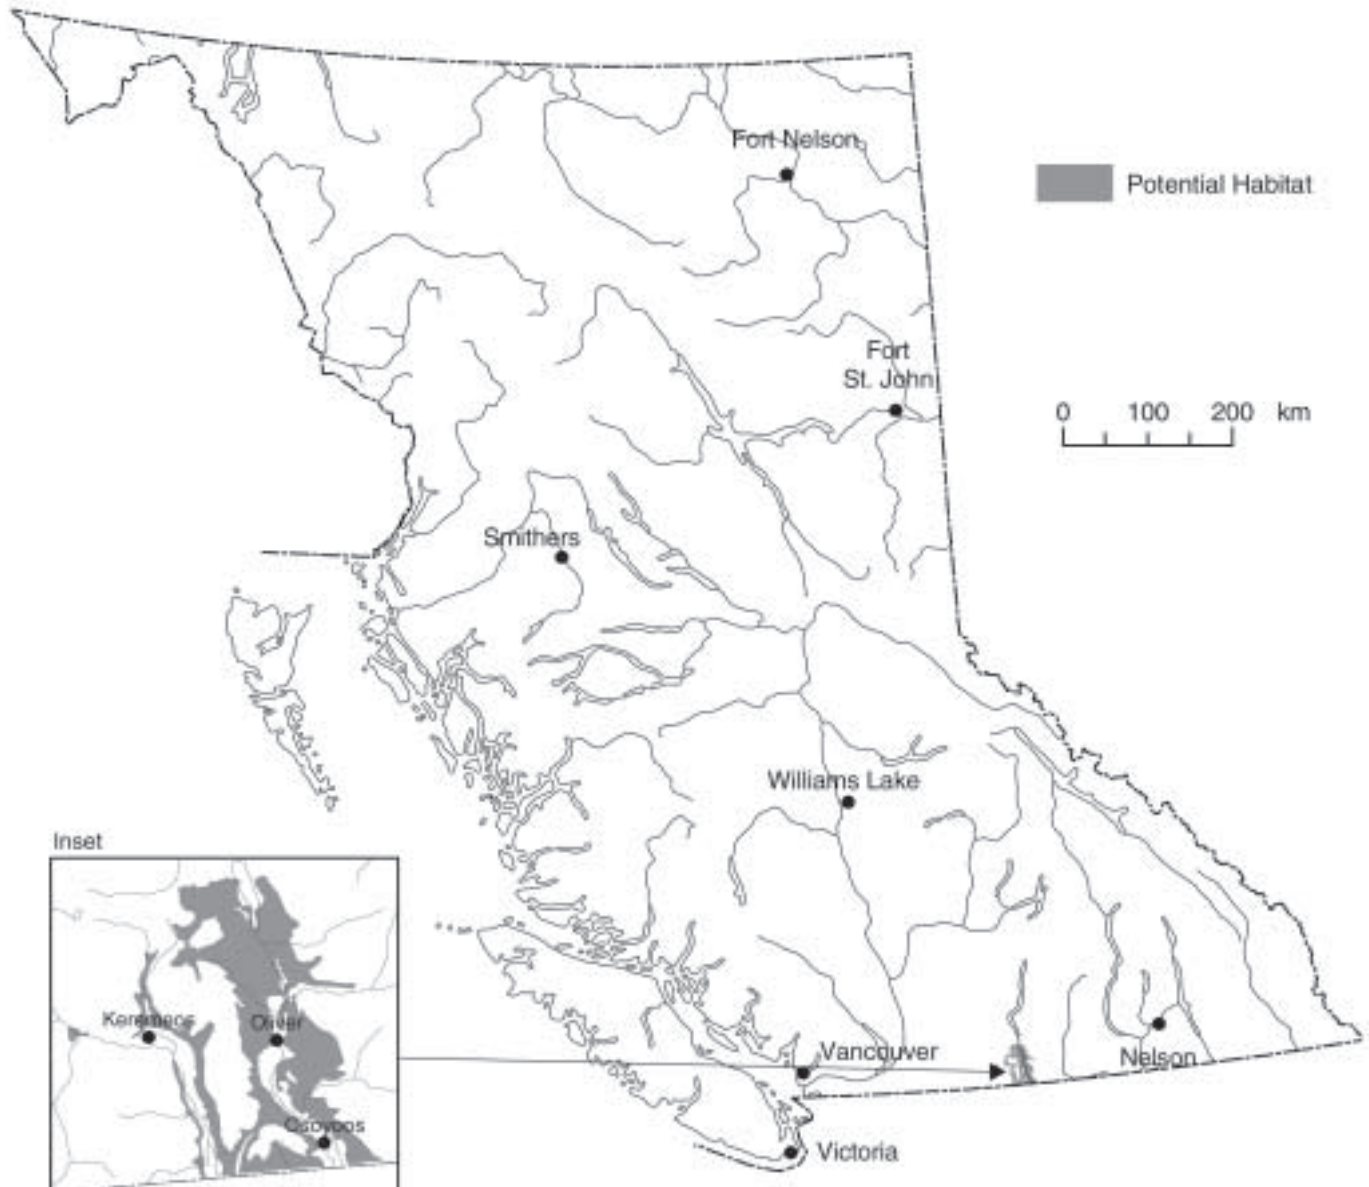 Fort Nelson
Potential Habitat
Fort
St. John
0 100 200 km
Smithers
Williams Lake
Inset
Keremeos
Oliver
Osoyoos
Vancouver
Nelson
Victoria